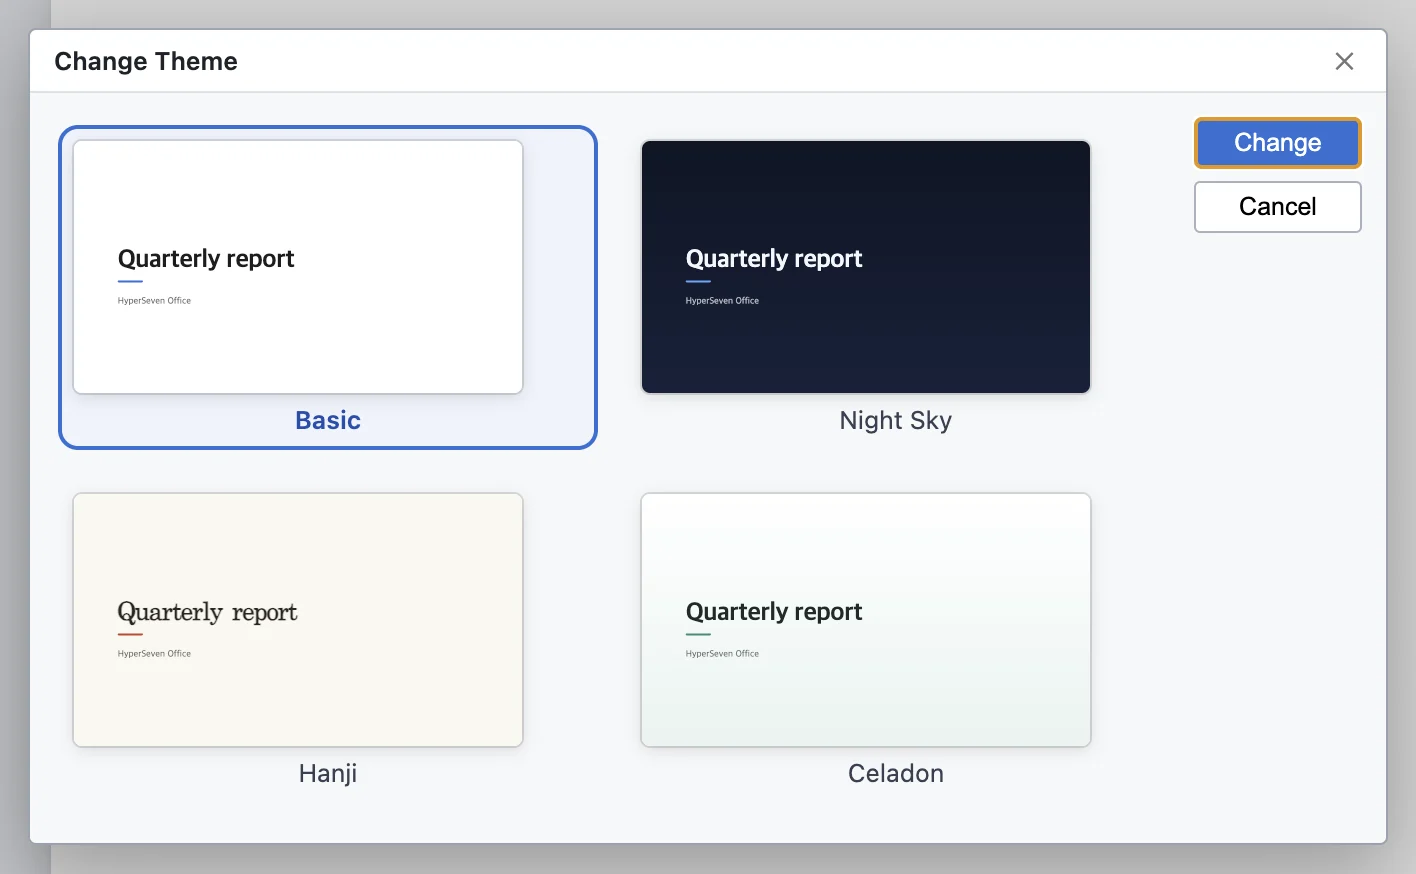 Change Theme
Change
Cancel
Quarterly report
HyperSeven Office
Basic
Quarterly report
HyperSeven Office
Night Sky
Quarterly report
HyperSeven Office
Hanji
Quarterly report
HyperSeven Office
Celadon